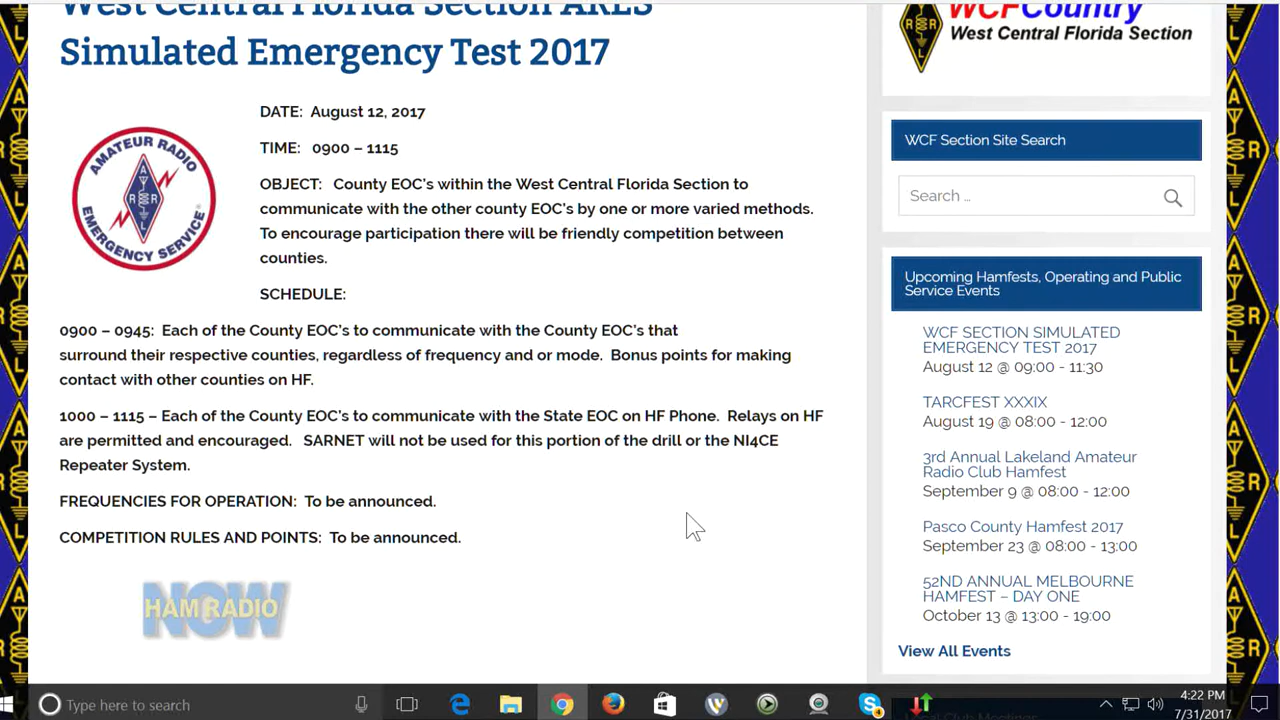 West Central Florida Section ARES
Simulated Emergency Test 2017
AMATEUR RADIO
A
R R
L
EMERGENCY SERVICE
®
DATE: August 12, 2017
TIME: 0900 – 1115
OBJECT: County EOC's within the West Central Florida Section to
communicate with the other county EOC's by one or more varied methods.
To encourage participation there will be friendly competition between
counties.
SCHEDULE:
0900 – 0945: Each of the County EOC's to communicate with the County EOC's that
surround their respective counties, regardless of frequency and or mode. Bonus points for making
contact with other counties on HF.
1000 – 1115 – Each of the County EOC's to communicate with the State EOC on HF Phone. Relays on HF
are permitted and encouraged. SARNET will not be used for this portion of the drill or the NI4CE
Repeater System.
FREQUENCIES FOR OPERATION: To be announced.
COMPETITION RULES AND POINTS: To be announced.
HAM RADIO
NOW
WCFCountry
West Central Florida Section
WCF Section Site Search
Search …
Upcoming Hamfests, Operating and Public
Service Events
WCF SECTION SIMULATED
EMERGENCY TEST 2017
August 12 @ 09:00 - 11:30
TARCFEST XXXIX
August 19 @ 08:00 - 12:00
3rd Annual Lakeland Amateur
Radio Club Hamfest
September 9 @ 08:00 - 12:00
Pasco County Hamfest 2017
September 23 @ 08:00 - 13:00
52ND ANNUAL MELBOURNE
HAMFEST – DAY ONE
October 13 @ 13:00 - 19:00
View All Events
Type here to search
4
4:22 PM
7/31/2017